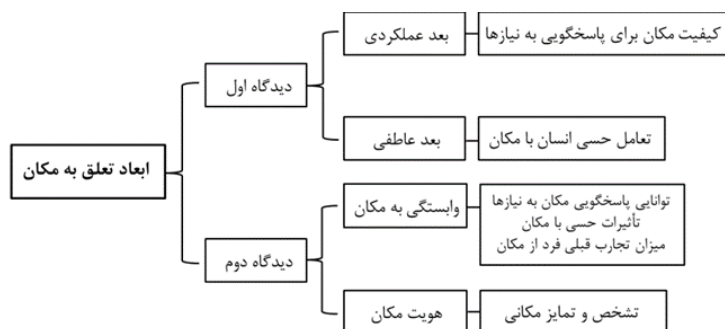 ابعاد تعلق به مکان
دیدگاه اول
بعد عملکردی
کیفیت مکان برای پاسخگویی به نیازها
بعد عاطفی
تعامل حسی انسان با مکان
دیدگاه دوم
وابستگی به مکان
توانایی پاسخگویی مکان به نیازها
تأثیرات حسی با مکان
میزان تجارب قبلی فرد از مکان
هویت مکان
تشخص و تمایز مکانی